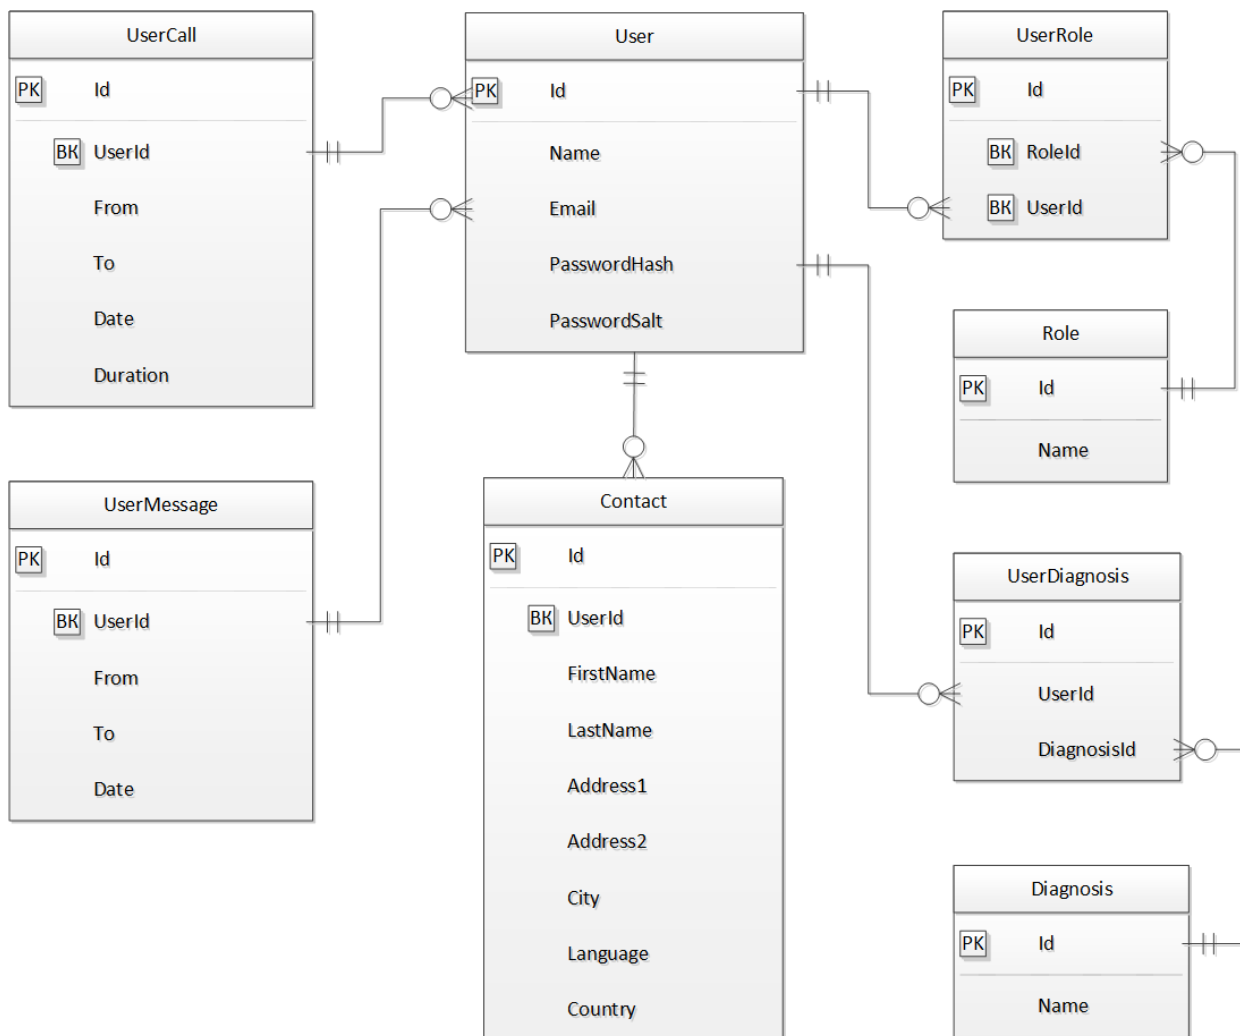 UserCall
PK Id
BK UserId
From
To
Date
Duration
User
PK Id
Name
Email
PasswordHash
PasswordSalt
UserRole
PK Id
BK RoleId
BK UserId
Role
PK Id
Name
UserMessage
PK Id
BK UserId
From
To
Date
Contact
PK Id
BK UserId
FirstName
LastName
Address1
Address2
City
Language
Country
UserDiagnosis
PK Id
UserId
DiagnosisId
Diagnosis
PK Id
Name